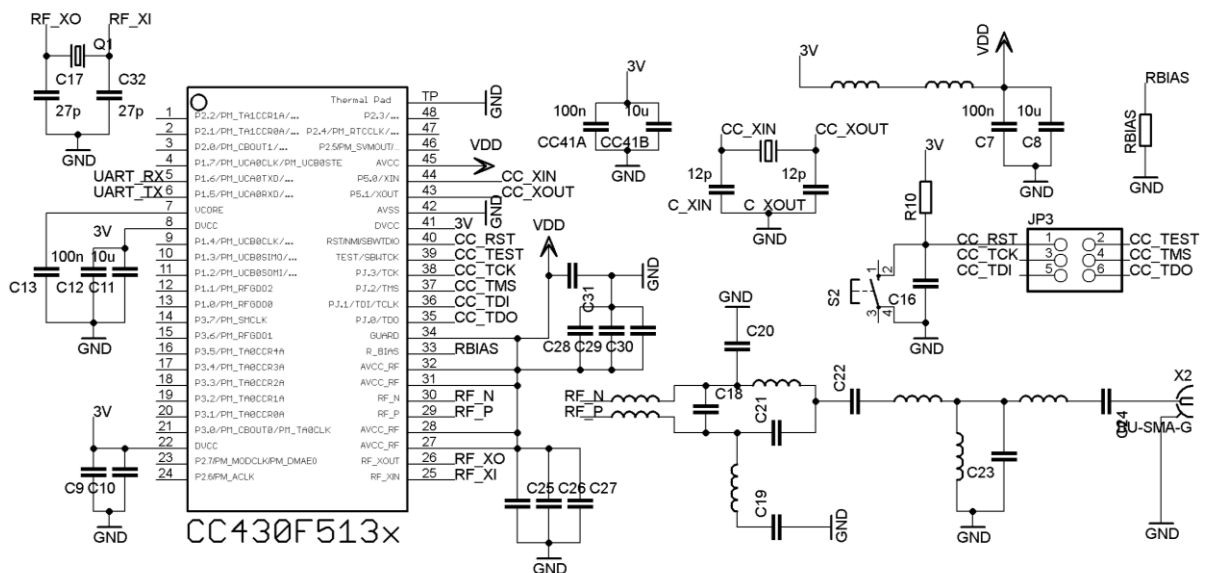 RF_XO
RF_XI
Q1
C17
C32
27p
27p
GND
Thermal Pad
TP
GND
1 P2.2/PM_TA1CCR1A/... P2.3/... 48
2 P2.1/PM_TA1CCR0A/... P2.4/PM_RTCCLK/... 47
3 P2.0/PM_CBOUT1/... P2.5/PM_SVMOUT/... 46
4 P1.7/PM_UCA0CLK/PM_UCB0STE AVCC 45 VDD
UART_RX 5 P1.6/PM_UCA0TXD/... P5.0/XIN 44 CC_XIN
UART_TX 6 P1.5/PM_UCA0RXD/... P5.1/XOUT 43 CC_XOUT
7 VCORE AVSS 42 GND
8 DVCC DVCC 41 3V
9 P1.4/PM_UCB0CLK/... RST/NMI/SBWTDIO 40 CC_RST
10 P1.3/PM_UCB0SIMO/... TEST/SBWTCK 39 CC_TEST
11 P1.2/PM_UCB0SOMI/... PJ.3/TCK 38 CC_TCK
12 P1.1/PM_RFGDO2 PJ.2/TMS 37 CC_TMS
13 P1.0/PM_RFGDO0 PJ.1/TDI/TCLK 36 CC_TDI
14 P3.7/PM_SMCLK PJ.0/TDO 35 CC_TDO
15 P3.6/PM_RFGDO1 GUARD 34
16 P3.5/PM_TA0CCR4A R_BIAS 33 RBIAS
17 P3.4/PM_TA0CCR3A AVCC_RF 32
18 P3.3/PM_TA0CCR2A AVCC_RF 31
19 P3.2/PM_TA0CCR1A RF_N 30 RF_N
20 P3.1/PM_TA0CCR0A RF_P 29 RF_P
21 P3.0/PM_CBOUT0/PM_TA0CLK AVCC_RF 28
22 DVCC AVCC_RF 27
23 P2.7/PM_MODCLK/PM_DMAE0 RF_XOUT 26 RF_XO
24 P2.6/PM_ACLK RF_XIN 25 RF_XI
CC430F513x
3V
100n 10u
C13 C12 C11
GND
3V
C9 C10
GND
3V
100n 10u
CC41A CC41B
GND
VDD
C31
GND
C28 C29 C30
C25 C26 C27
GND
CC_XIN CC_XOUT
12p 12p
C_XIN C_XOUT
GND
3V
VDD
100n 10u
C7 C8
GND
RBIAS
RBIAS
GND
3V
R10
S2
1 2
3 4
C16
GND
JP3
CC_RST 1 2 CC_TEST
CC_TCK 3 4 CC_TMS
CC_TDI 5 6 CC_TDO
GND
C20
RF_N
RF_P
C18
C21
C19
GND
C22
C23
GND
C24
X2
BU-SMA-G
GND